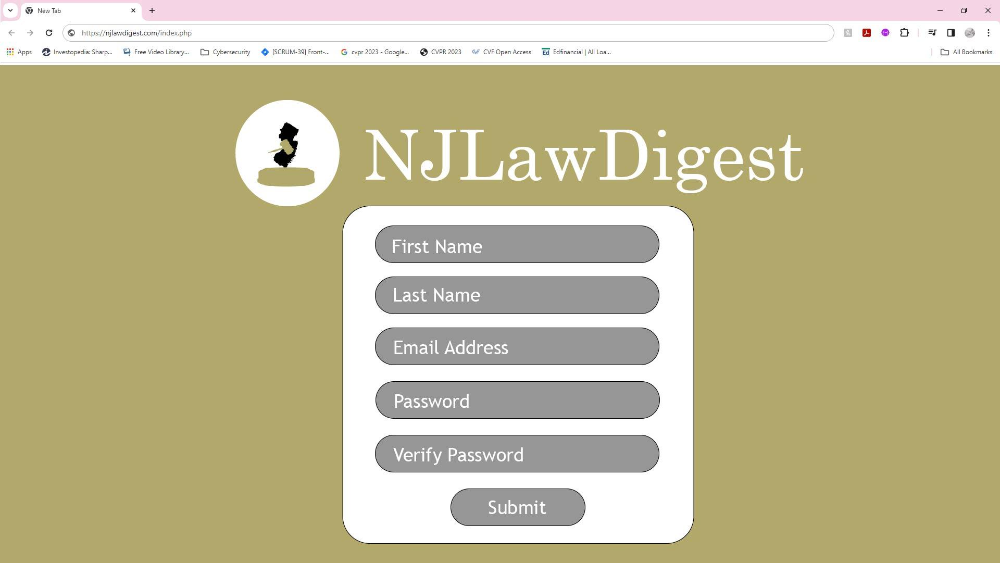 New Tab
https://njlawdigest.com/index.php
Apps
Investopedia: Sharp...
Free Video Library...
Cybersecurity
[SCRUM-39] Front-...
cvpr 2023 - Google...
CVPR 2023
CVF
CVF Open Access
Ed
Edfinancial | All Loa...
All Bookmarks
NJLawDigest
First Name
Last Name
Email Address
Password
Verify Password
Submit